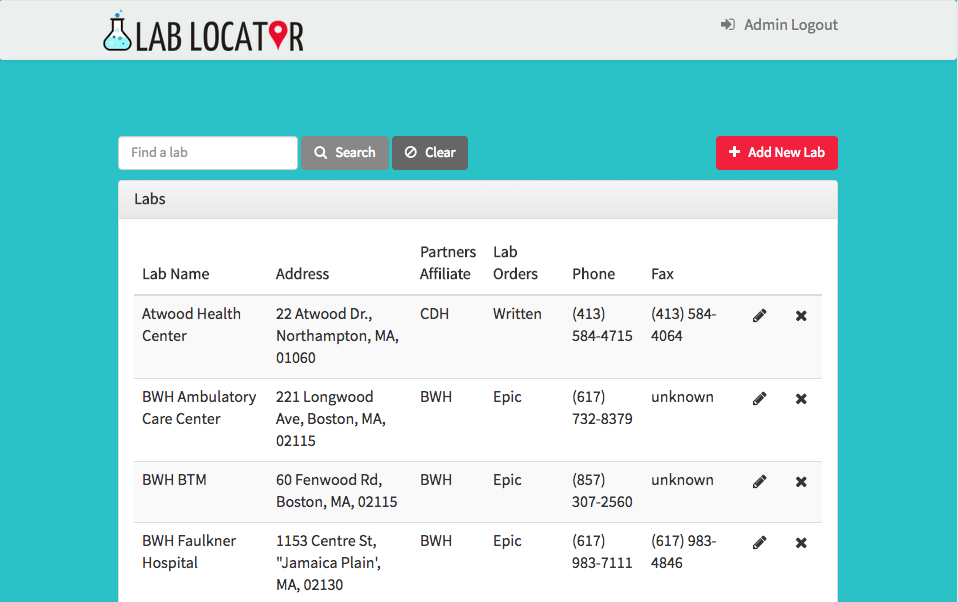 LAB LOCATOR
Admin Logout
Find a lab
Search
Clear
Add New Lab
Labs
Lab Name
Address
Partners
Affiliate
Lab
Orders
Phone
Fax
Atwood Health
Center
22 Atwood Dr.,
Northampton, MA,
01060
CDH
Written
(413)
584-4715
(413) 584-
4064
BWH Ambulatory
Care Center
221 Longwood
Ave, Boston, MA,
02115
BWH
Epic
(617)
732-8379
unknown
BWH BTM
60 Fenwood Rd,
Boston, MA, 02115
BWH
Epic
(857)
307-2560
unknown
BWH Faulkner
Hospital
1153 Centre St,
"Jamaica Plain',
MA, 02130
BWH
Epic
(617)
983-7111
(617) 983-
4846